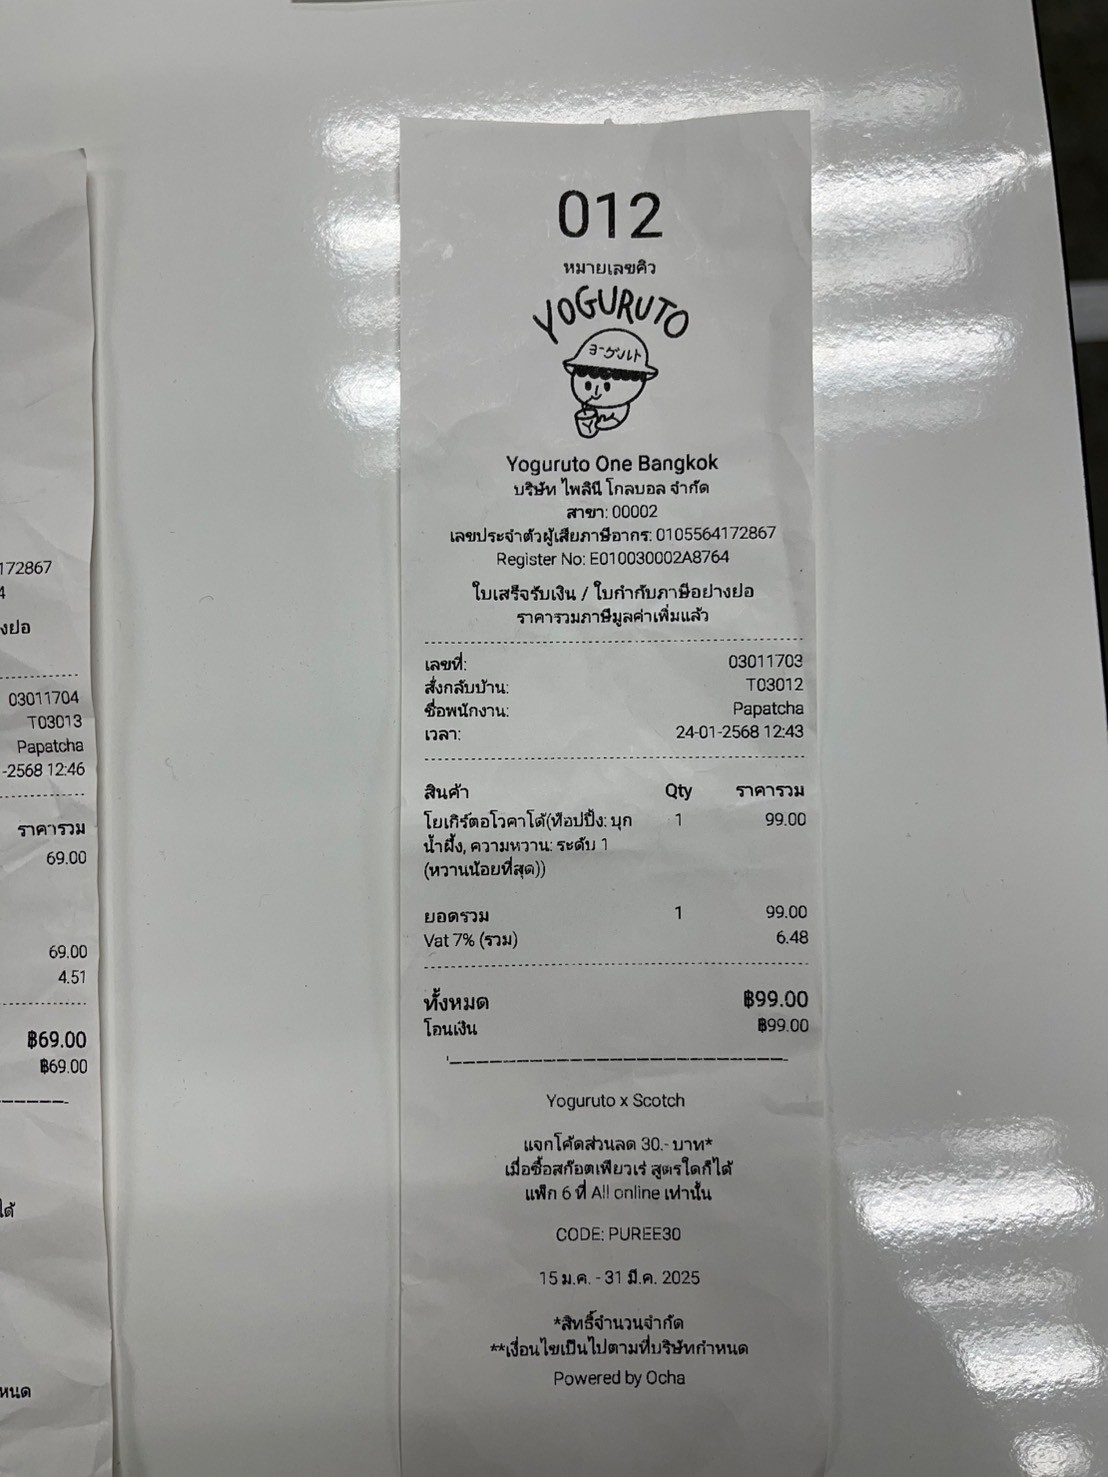 172867
4
งย่อ
03011704
T03013
Papatcha
-2568 12:46
ราคารวม
69.00
69.00
4.51
฿69.00
฿69.00
ได้
หนด
012
หมายเลขคิว
YOGURUTO
ヨーグルト
Yoguruto One Bangkok
บริษัท ไพลินี โกลบอล จำกัด
สาขา: 00002
เลขประจำตัวผู้เสียภาษีอากร: 0105564172867
Register No: E010030002A8764
ใบเสร็จรับเงิน / ใบกำกับภาษีอย่างย่อ
ราคารวมภาษีมูลค่าเพิ่มแล้ว
เลขที่: 03011703
สั่งกลับบ้าน: T03012
ชื่อพนักงาน: Papatcha
เวลา: 24-01-2568 12:43
สินค้า Qty ราคารวม
โยเกิร์ตอโวคาโด้(ท็อปปิ้ง: บุก 1 99.00
น้ำผึ้ง, ความหวาน: ระดับ 1
(หวานน้อยที่สุด))
ยอดรวม 1 99.00
Vat 7% (รวม) 6.48
ทั้งหมด ฿99.00
โอนเงิน ฿99.00
Yoguruto x Scotch
แจกโค้ดส่วนลด 30.- บาท*
เมื่อซื้อสก๊อตเพียวเร่ สูตรใดก็ได้
แพ็ก 6 ที่ All online เท่านั้น
CODE: PUREE30
15 ม.ค. - 31 มี.ค. 2025
*สิทธิ์จำนวนจำกัด
**เงื่อนไขเป็นไปตามที่บริษัทกำหนด
Powered by Ocha